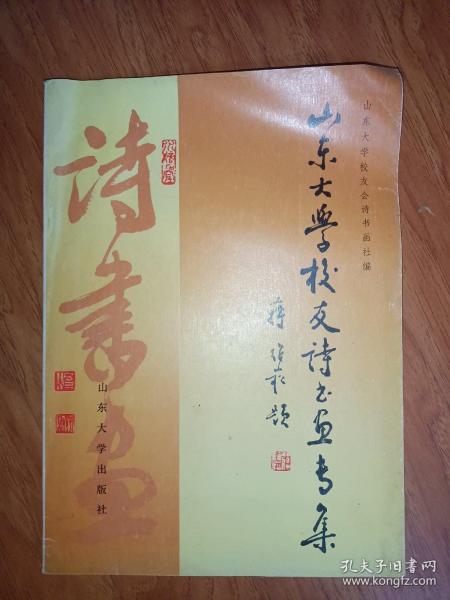 山东大学校友会诗书画社编
山东大学校友诗书画专集
蒋维崧题
诗书画
山东大学出版社
孔夫子旧书网
www.kongfz.com